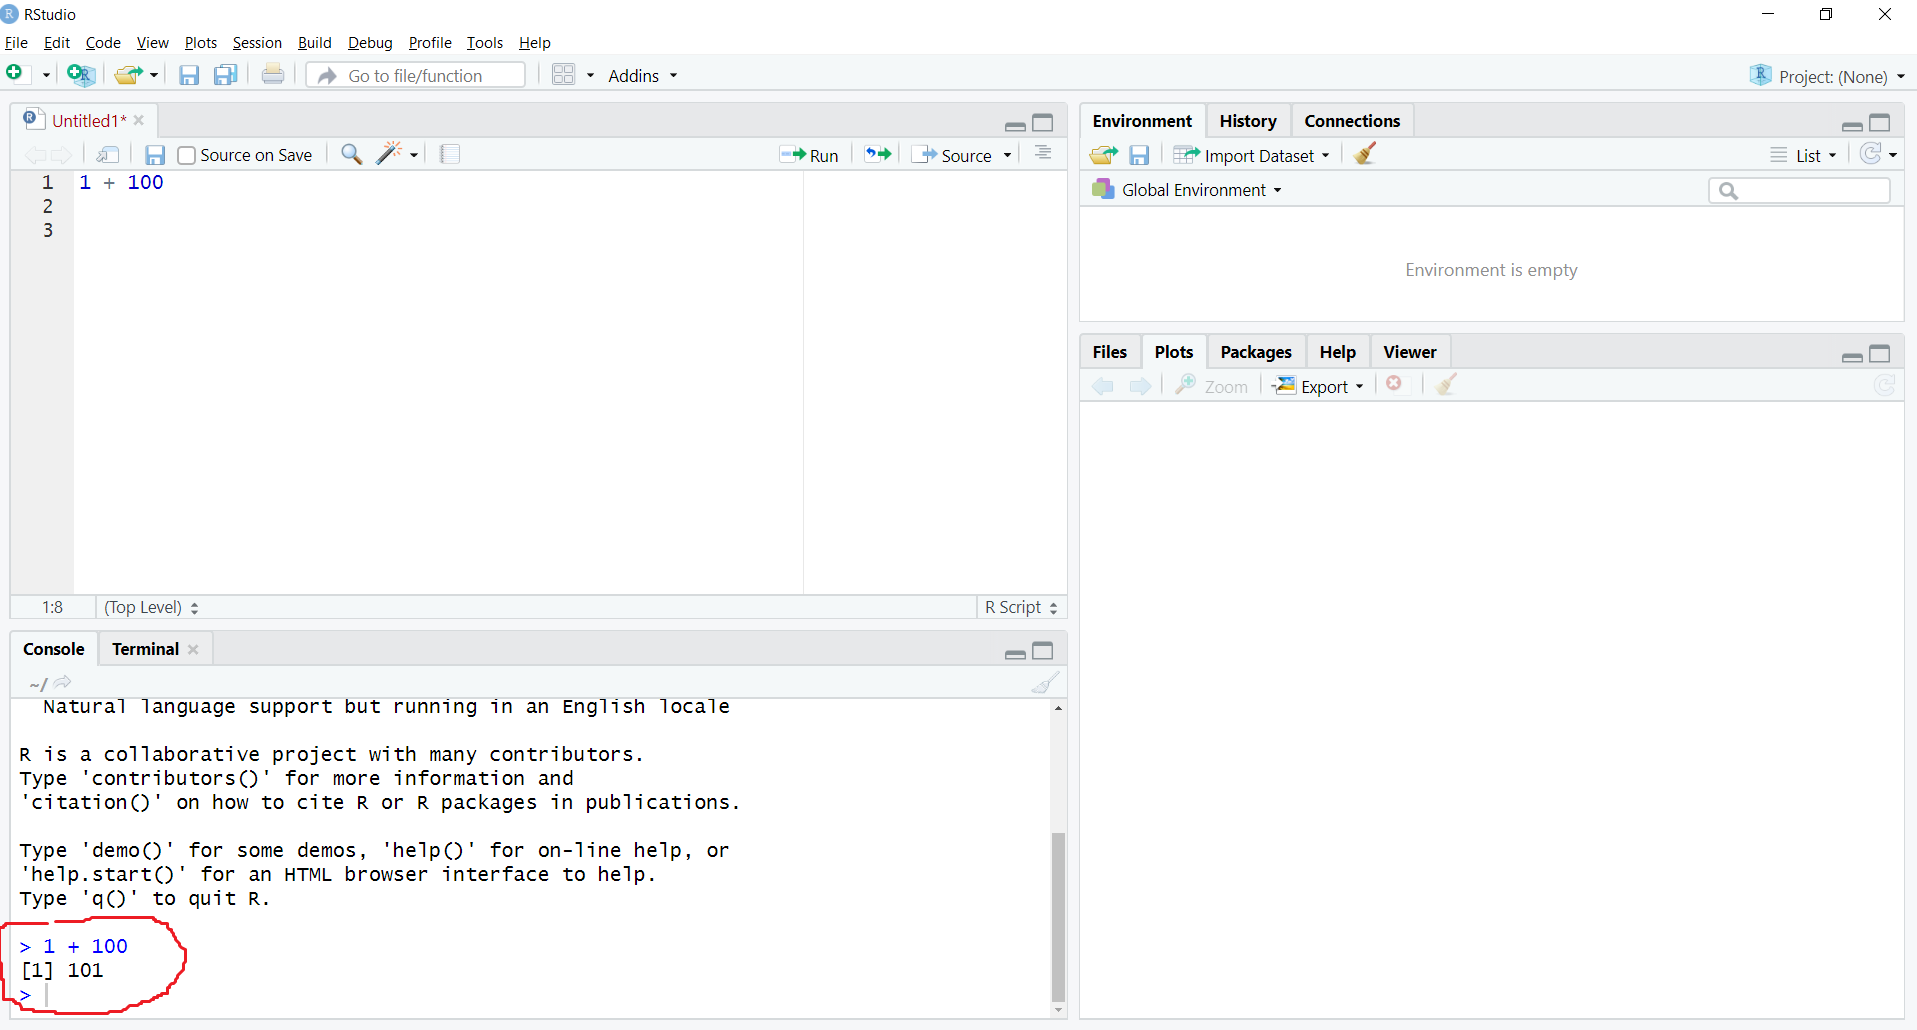 RStudio
File Edit Code View Plots Session Build Debug Profile Tools Help
Go to file/function Addins Project: (None)
Untitled1*
Source on Save Run Source
1 1 + 100
2
3
1:8 (Top Level) R Script
Console Terminal
~/
Natural language support but running in an English locale
R is a collaborative project with many contributors.
Type 'contributors()' for more information and
'citation()' on how to cite R or R packages in publications.
Type 'demo()' for some demos, 'help()' for on-line help, or
'help.start()' for an HTML browser interface to help.
Type 'q()' to quit R.
> 1 + 100
[1] 101
>
Environment History Connections
Import Dataset List
Global Environment
Environment is empty
Files Plots Packages Help Viewer
Zoom Export